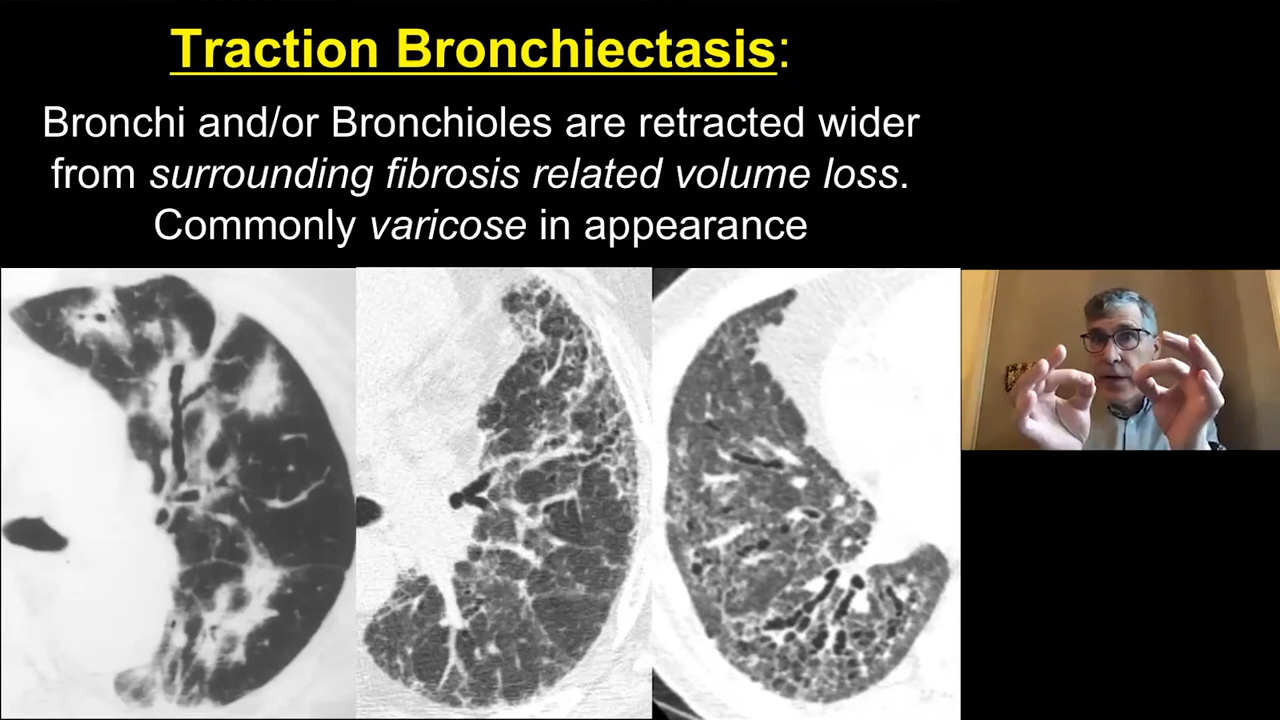 Traction Bronchiectasis:
Bronchi and/or Bronchioles are retracted wider
from surrounding fibrosis related volume loss.
Commonly varicose in appearance